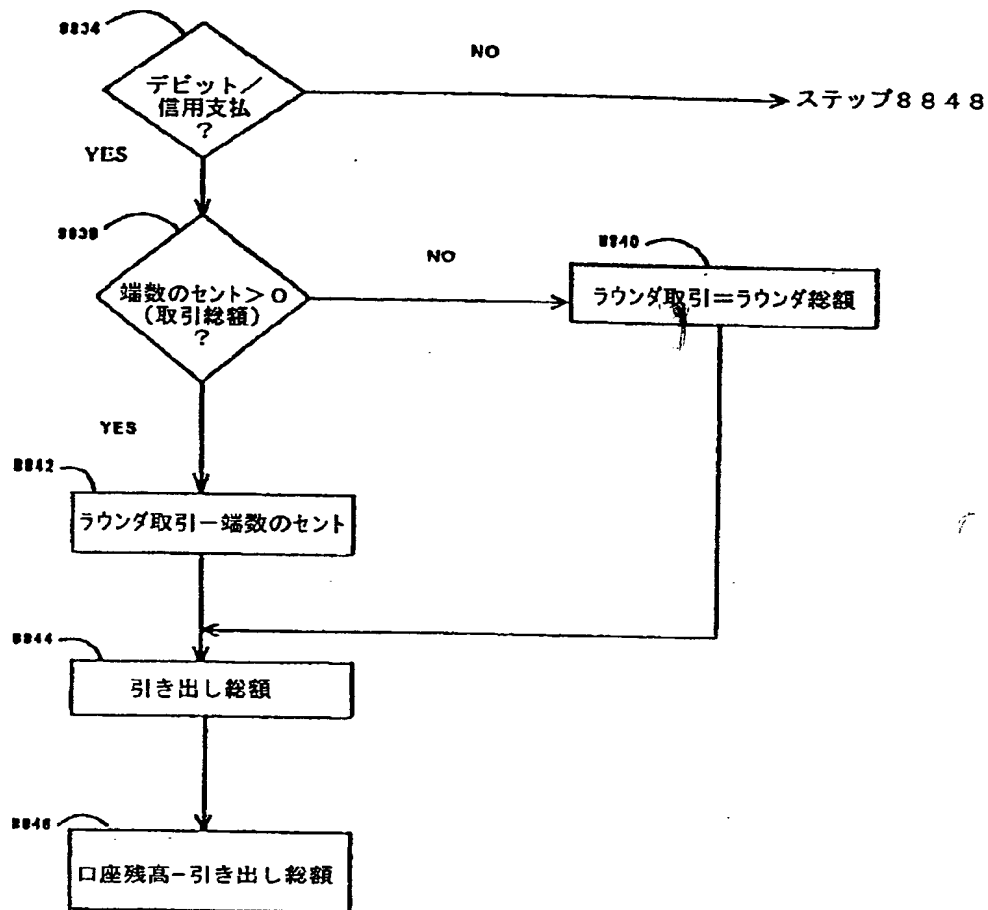 8834
デビット／
信用支払
?
NO
ステップ8848
YES
端数のセント＞0
(取引総額)
?
NO
8840
ラウンダ取引＝ラウンダ総額
YES
8842
ラウンダ取引－端数のセント
8844
引き出し総額
8846
口座残高－引き出し総額